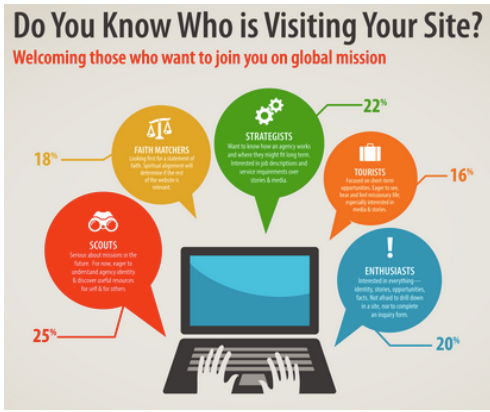 Do You Know Who is Visiting Your Site?
Welcoming those who want to join you on global mission
22%
STRATEGISTS
Want to know how an agency works
and where they might fit long term.
Interested in job descriptions and
service requirements over
stories & media.
18%
FAITH MATCHERS
Looking first for a statement of
faith. Spiritual alignment will
determine if the rest
of the website is
relevant.
16%
TOURISTS
Focused on short-term
opportunities. Eager to see,
hear and feel missionary life,
especially interested in
media & stories.
SCOUTS
Serious about missions in the
future. For now, eager to
understand agency identity
& discover useful resources
for self & for others.
25%
ENTHUSIASTS
Interested in everything—
identity, stories, opportunities,
facts. Not afraid to drill down
in a site, nor to complete
an inquiry form.
20%